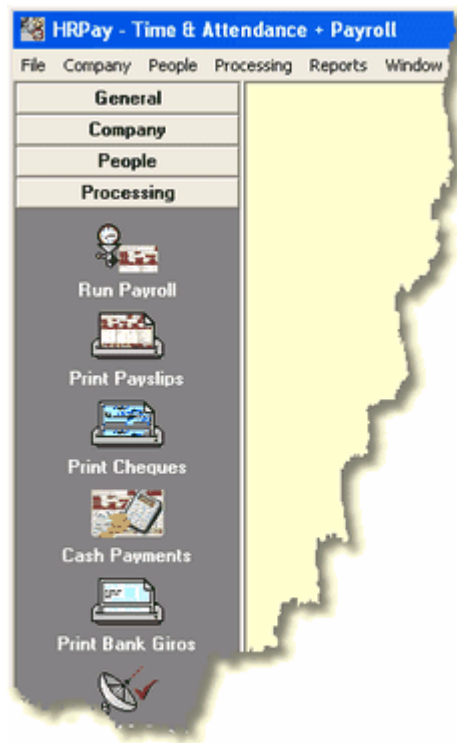 HRPay - Time & Attendance + Payroll
File Company People Processing Reports Window
General
Company
People
Processing
Run Payroll
Print Payslips
Print Cheques
Cash Payments
Print Bank Giros